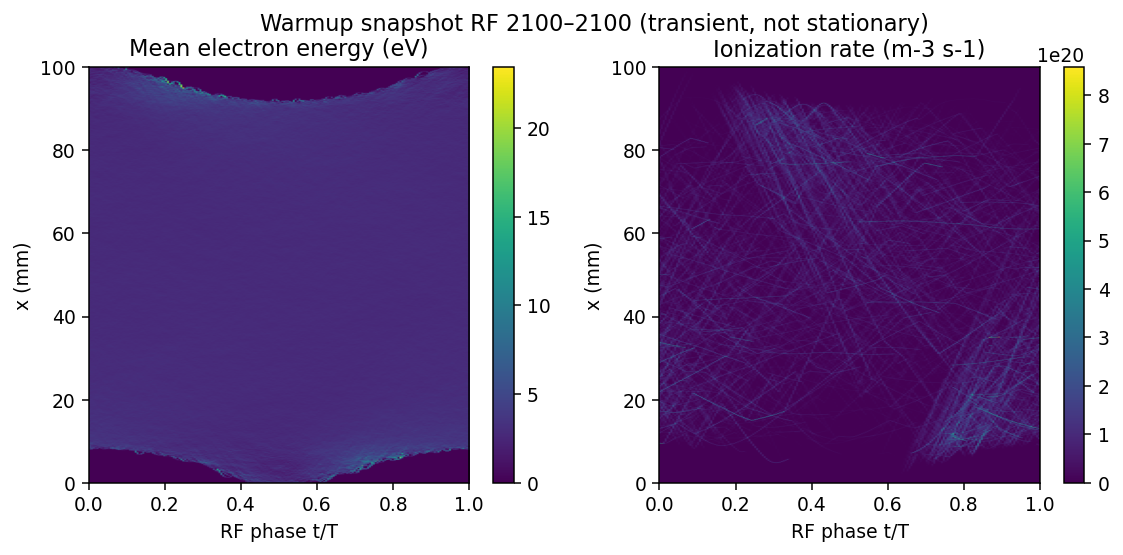 Warmup snapshot RF 2100–2100 (transient, not stationary)
Mean electron energy (eV)
Ionization rate (m-3 s-1)
1e20
x (mm)
100
80
60
40
20
0
0.0 0.2 0.4 0.6 0.8 1.0
RF phase t/T
20
15
10
5
0
x (mm)
100
80
60
40
20
0
0.0 0.2 0.4 0.6 0.8 1.0
RF phase t/T
8
7
6
5
4
3
2
1
0